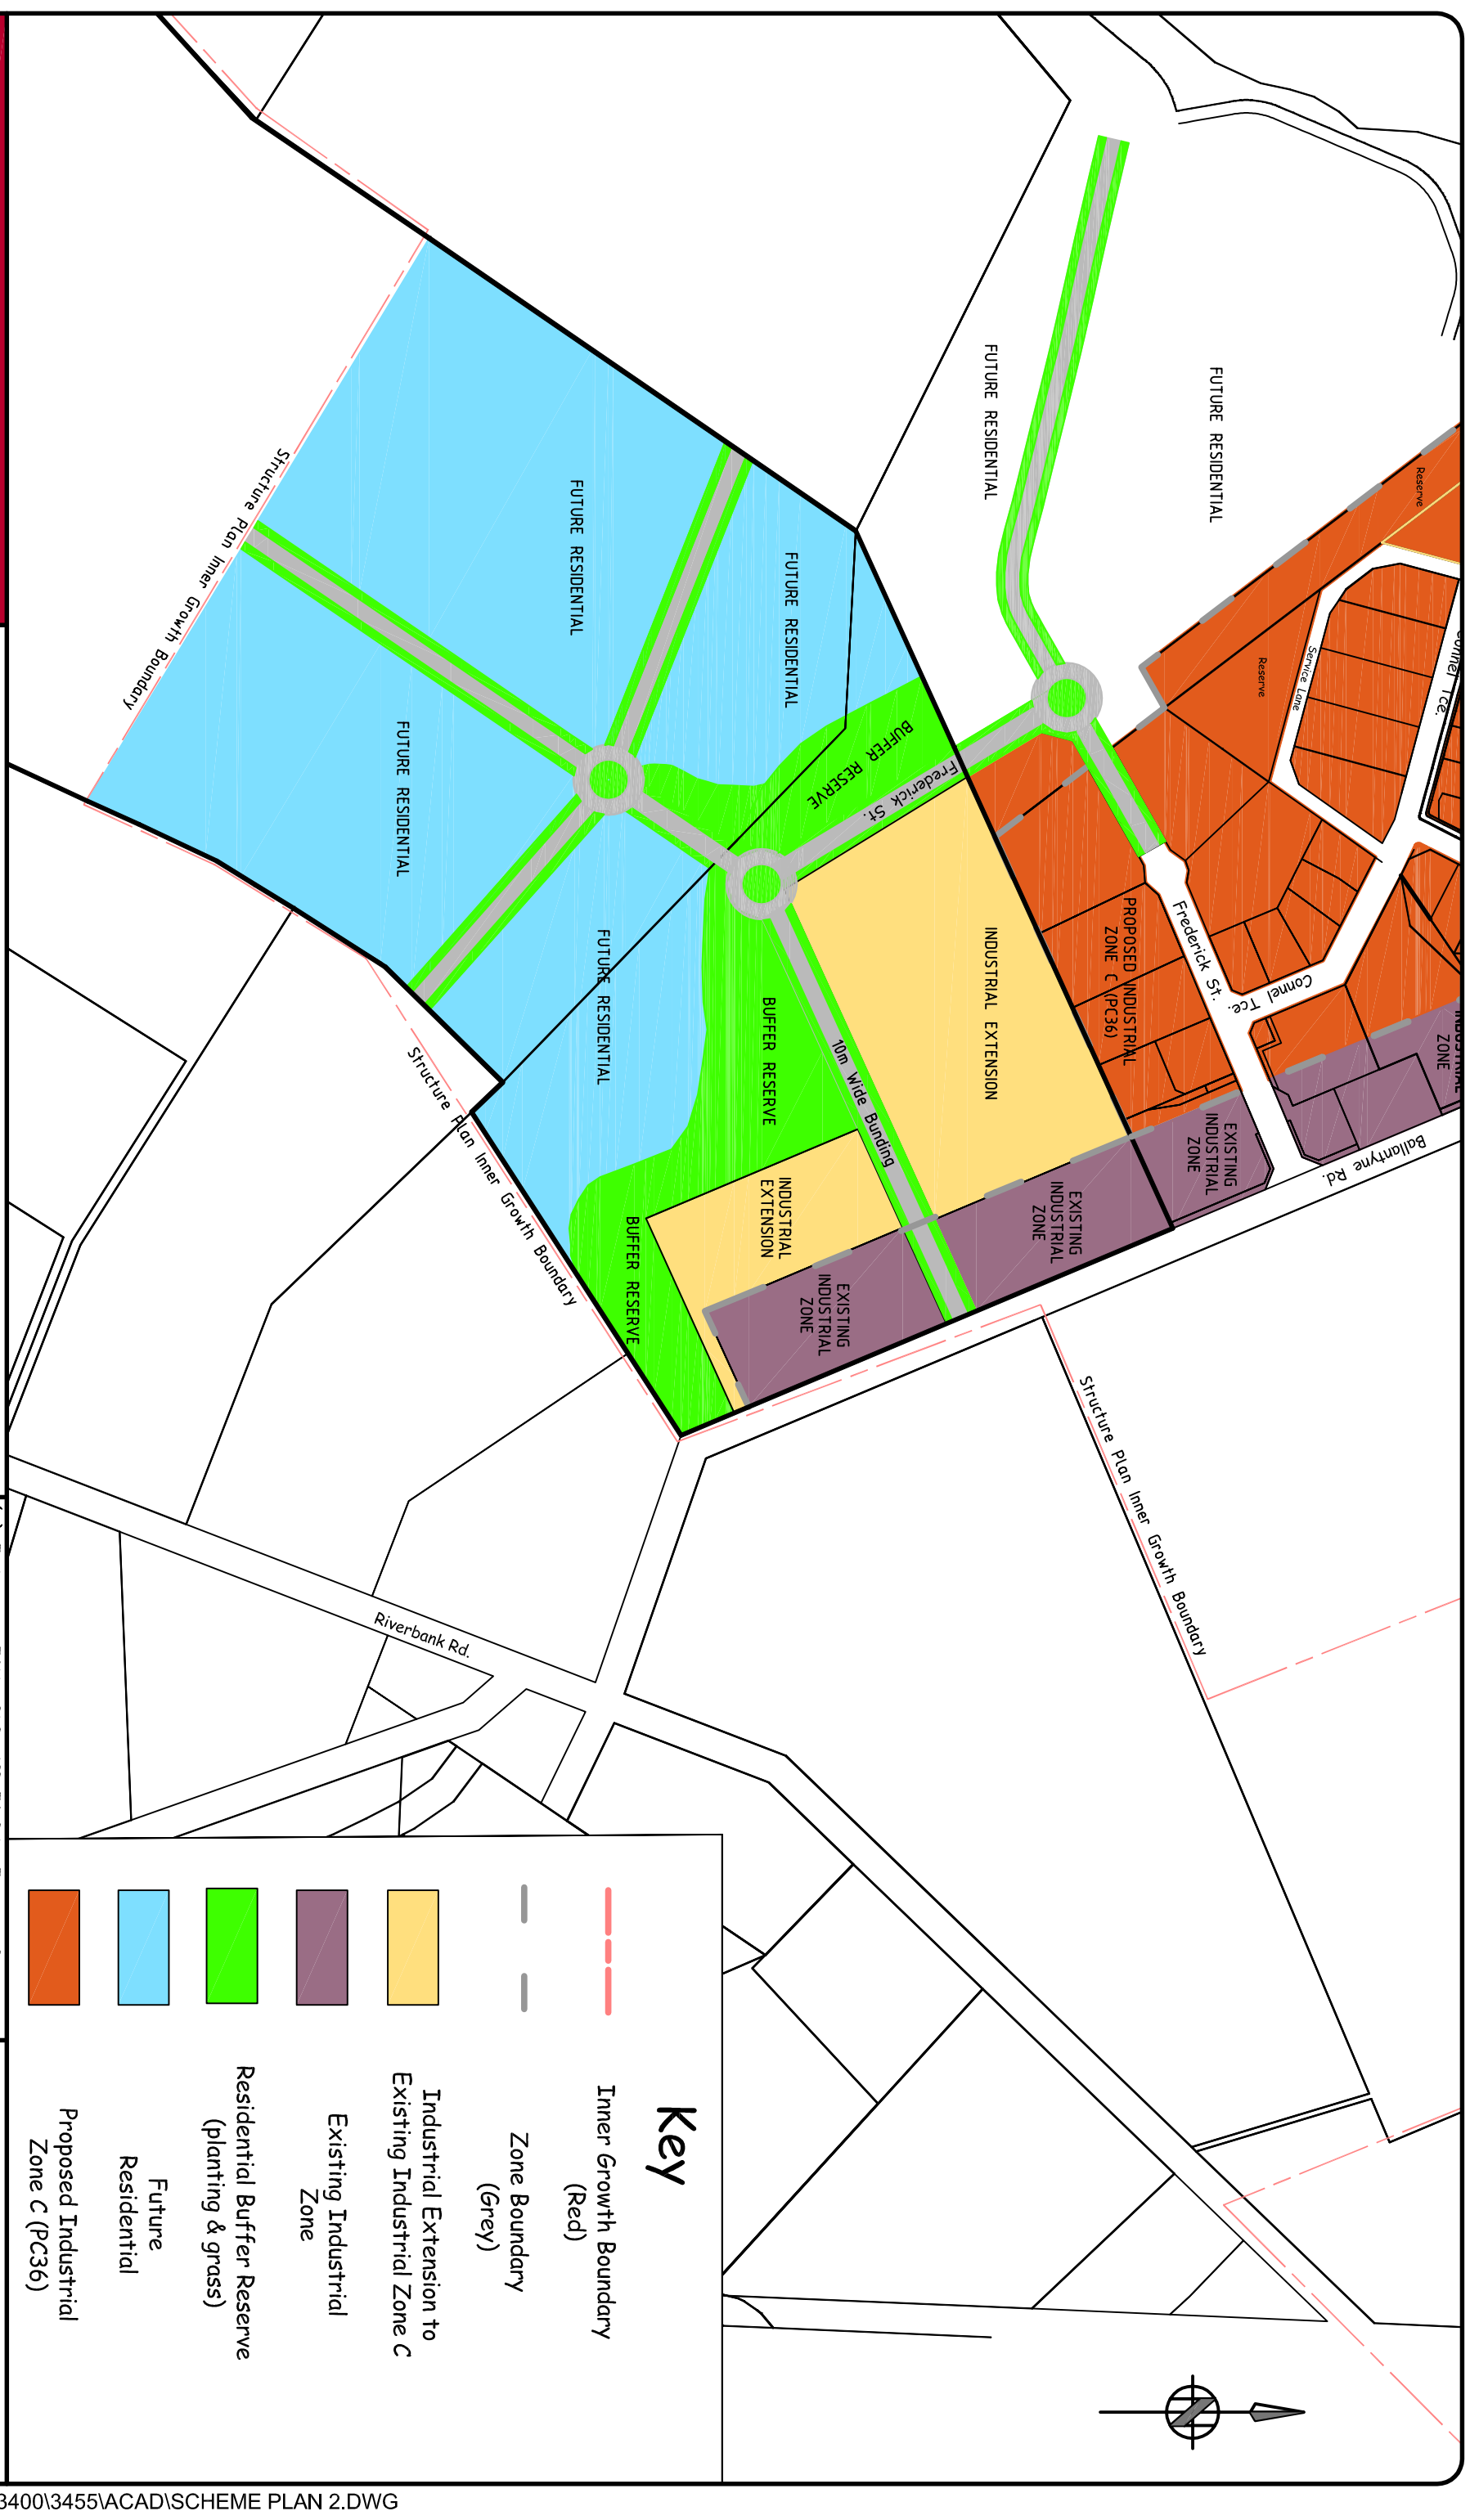 FUTURE RESIDENTIAL
FUTURE RESIDENTIAL
Reserve
Reserve
Service Lane
Connel Tce.
FUTURE RESIDENTIAL
FUTURE RESIDENTIAL
FUTURE RESIDENTIAL
FUTURE RESIDENTIAL
BUFFER RESERVE
Frederick St.
Frederick St.
Connel Tce.
PROPOSED INDUSTRIAL
ZONE C (PC36)
INDUSTRIAL EXTENSION
BUFFER RESERVE
10m Wide Bunding
INDUSTRIAL
ZONE
EXISTING
INDUSTRIAL
ZONE
EXISTING
INDUSTRIAL
ZONE
EXISTING
INDUSTRIAL
ZONE
INDUSTRIAL
EXTENSION
BUFFER RESERVE
Ballantyne Rd.
Structure Plan Inner Growth Boundary
Structure Plan Inner Growth Boundary
Structure Plan Inner Growth Boundary
Riverbank Rd.
Key
Inner Growth Boundary
(Red)
Zone Boundary
(Grey)
Industrial Extension to
Existing Industrial Zone C
Existing Industrial
Zone
Residential Buffer Reserve
(planting & grass)
Future
Residential
Proposed Industrial
Zone C (PC36)
3400\3455\ACAD\SCHEME PLAN 2.DWG